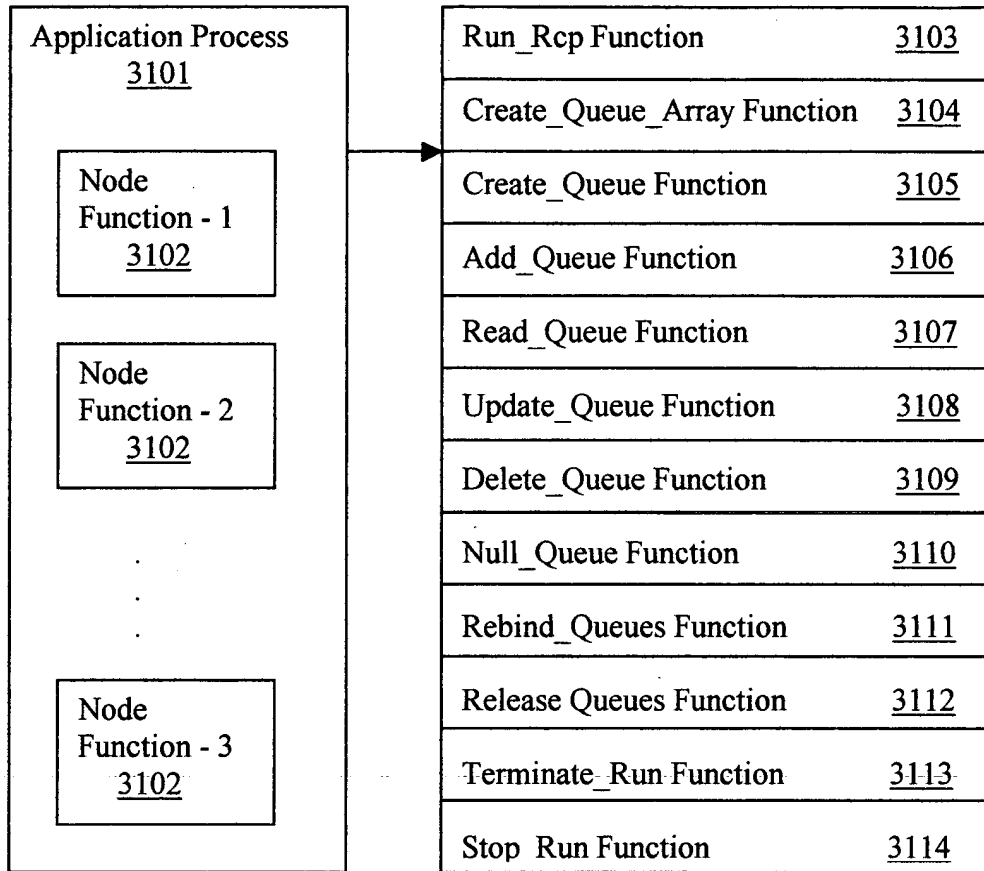 Application Process
3101
Node
Function - 1
3102
Node
Function - 2
3102
.
.
.
Node
Function - 3
3102
Run_Rcp Function 3103
Create_Queue_Array Function 3104
Create_Queue Function 3105
Add_Queue Function 3106
Read_Queue Function 3107
Update_Queue Function 3108
Delete_Queue Function 3109
Null_Queue Function 3110
Rebind_Queues Function 3111
Release Queues Function 3112
Terminate_Run Function 3113
Stop_Run Function 3114